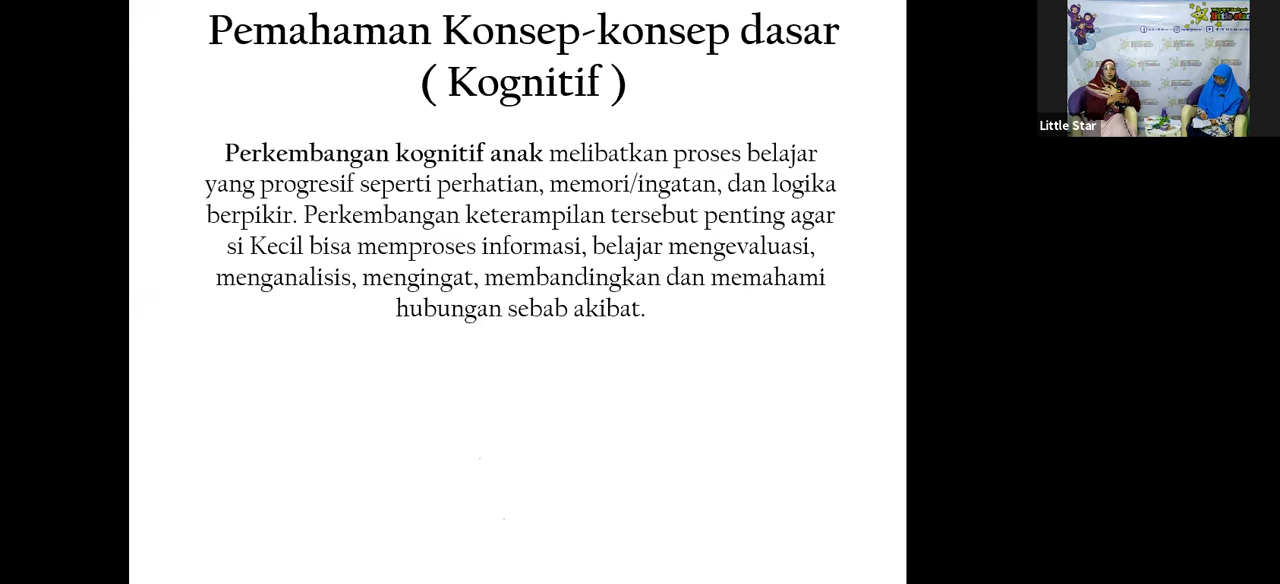 Pemahaman Konsep-konsep dasar
( Kognitif )
Perkembangan kognitif anak melibatkan proses belajar
yang progresif seperti perhatian, memori/ingatan, dan logika
berpikir. Perkembangan keterampilan tersebut penting agar
si Kecil bisa memproses informasi, belajar mengevaluasi,
menganalisis, mengingat, membandingkan dan memahami
hubungan sebab akibat.
Little Star